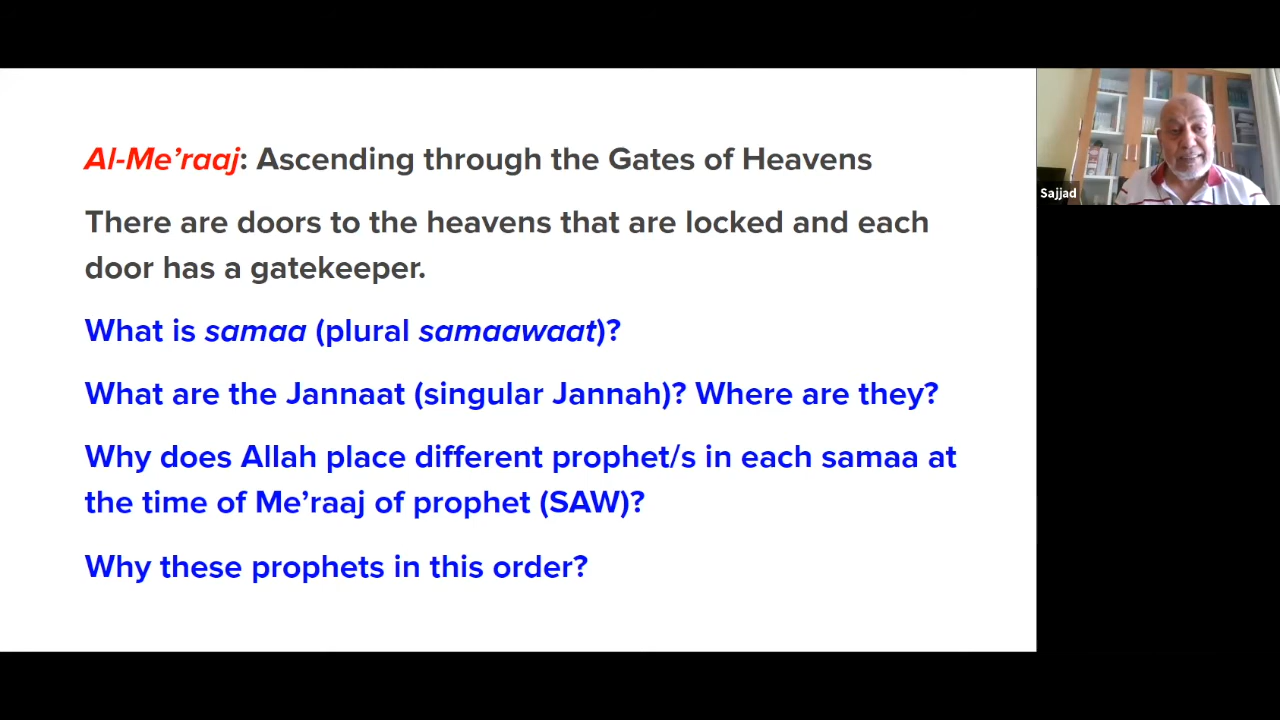 Al-Me’raaj: Ascending through the Gates of Heavens
There are doors to the heavens that are locked and each
door has a gatekeeper.
What is samaa (plural samaawaat)?
What are the Jannaat (singular Jannah)? Where are they?
Why does Allah place different prophet/s in each samaa at
the time of Me’raaj of prophet (SAW)?
Why these prophets in this order?
Sajjad